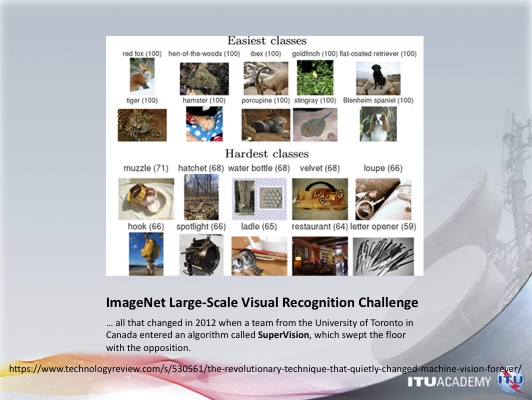 Easiest classes
red fox (100) hen-of-the-woods (100) ibex (100) goldfinch (100) flat-coated retriever (100)
tiger (100) hamster (100) porcupine (100) stingray (100) Blenheim spaniel (100)
Hardest classes
muzzle (71) hatchet (68) water bottle (68) velvet (68) loupe (66)
hook (66) spotlight (66) ladle (65) restaurant (64) letter opener (59)
ImageNet Large-Scale Visual Recognition Challenge
... all that changed in 2012 when a team from the University of Toronto in
Canada entered an algorithm called SuperVision, which swept the floor
with the opposition.
https://www.technologyreview.com/s/530561/the-revolutionary-technique-that-quietly-changed-machine-vision-forever/
ITUACADEMY ITU